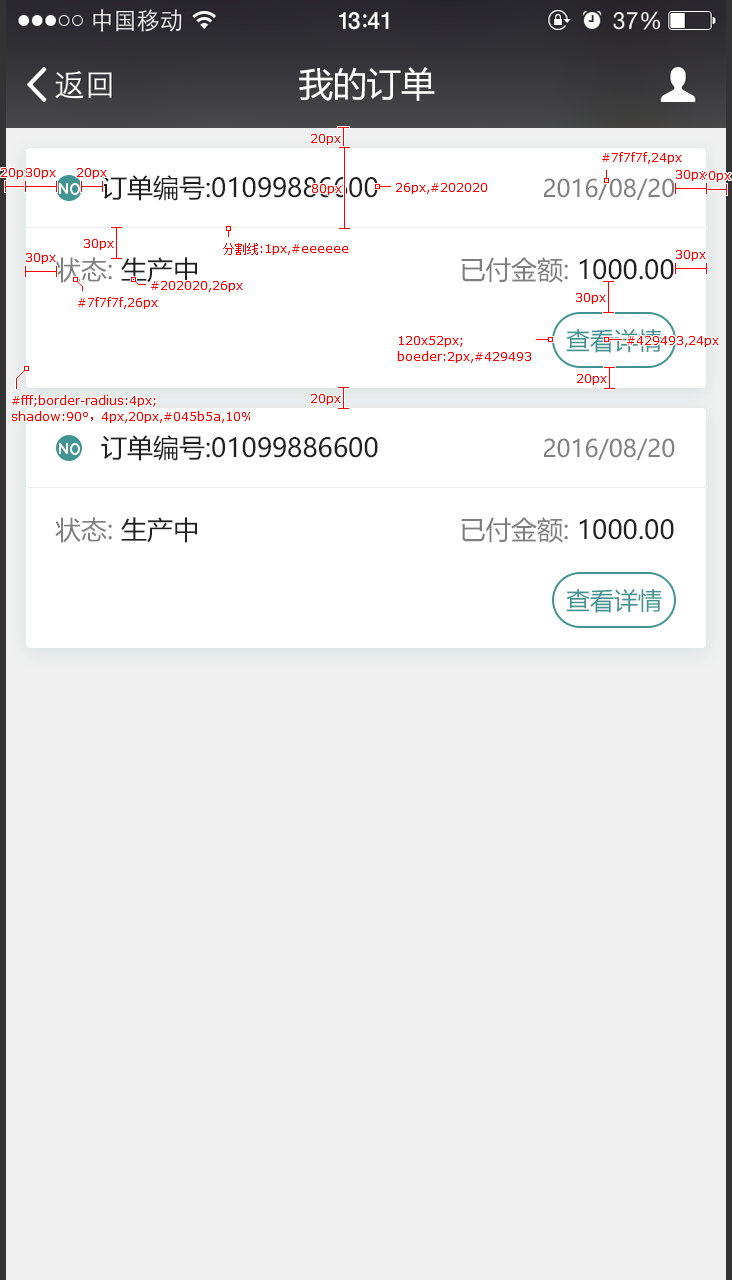 中国移动 13:41 37%
返回 我的订单
20px
#7f7f7f,24px
20px 30px 20px 30px
NO 订单编号:01099886600 80px 26px,#202020 2016/08/20
30px 分割线:1px,#eeeeee
30px 30px
状态: 生产中 已付金额: 1000.00
#202020,26px
#7f7f7f,26px 30px
120x52px; 查看详情 #429493,24px
boeder:2px,#429493
20px
#fff;border-radius:4px; 20px
shadow:90°，4px,20px,#045b5a,10%
NO 订单编号:01099886600 2016/08/20
状态: 生产中 已付金额: 1000.00
查看详情